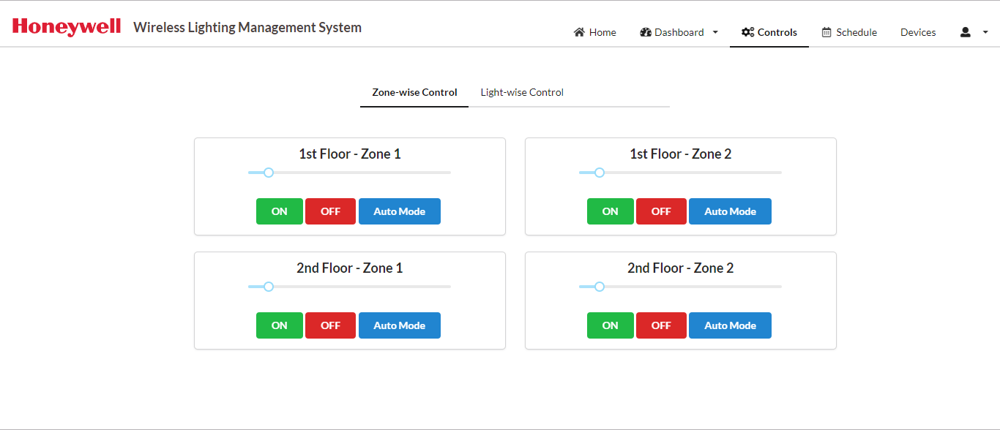 Honeywell Wireless Lighting Management System
Home Dashboard Controls Schedule Devices
Zone-wise Control Light-wise Control
1st Floor - Zone 1
ON OFF Auto Mode
1st Floor - Zone 2
ON OFF Auto Mode
2nd Floor - Zone 1
ON OFF Auto Mode
2nd Floor - Zone 2
ON OFF Auto Mode